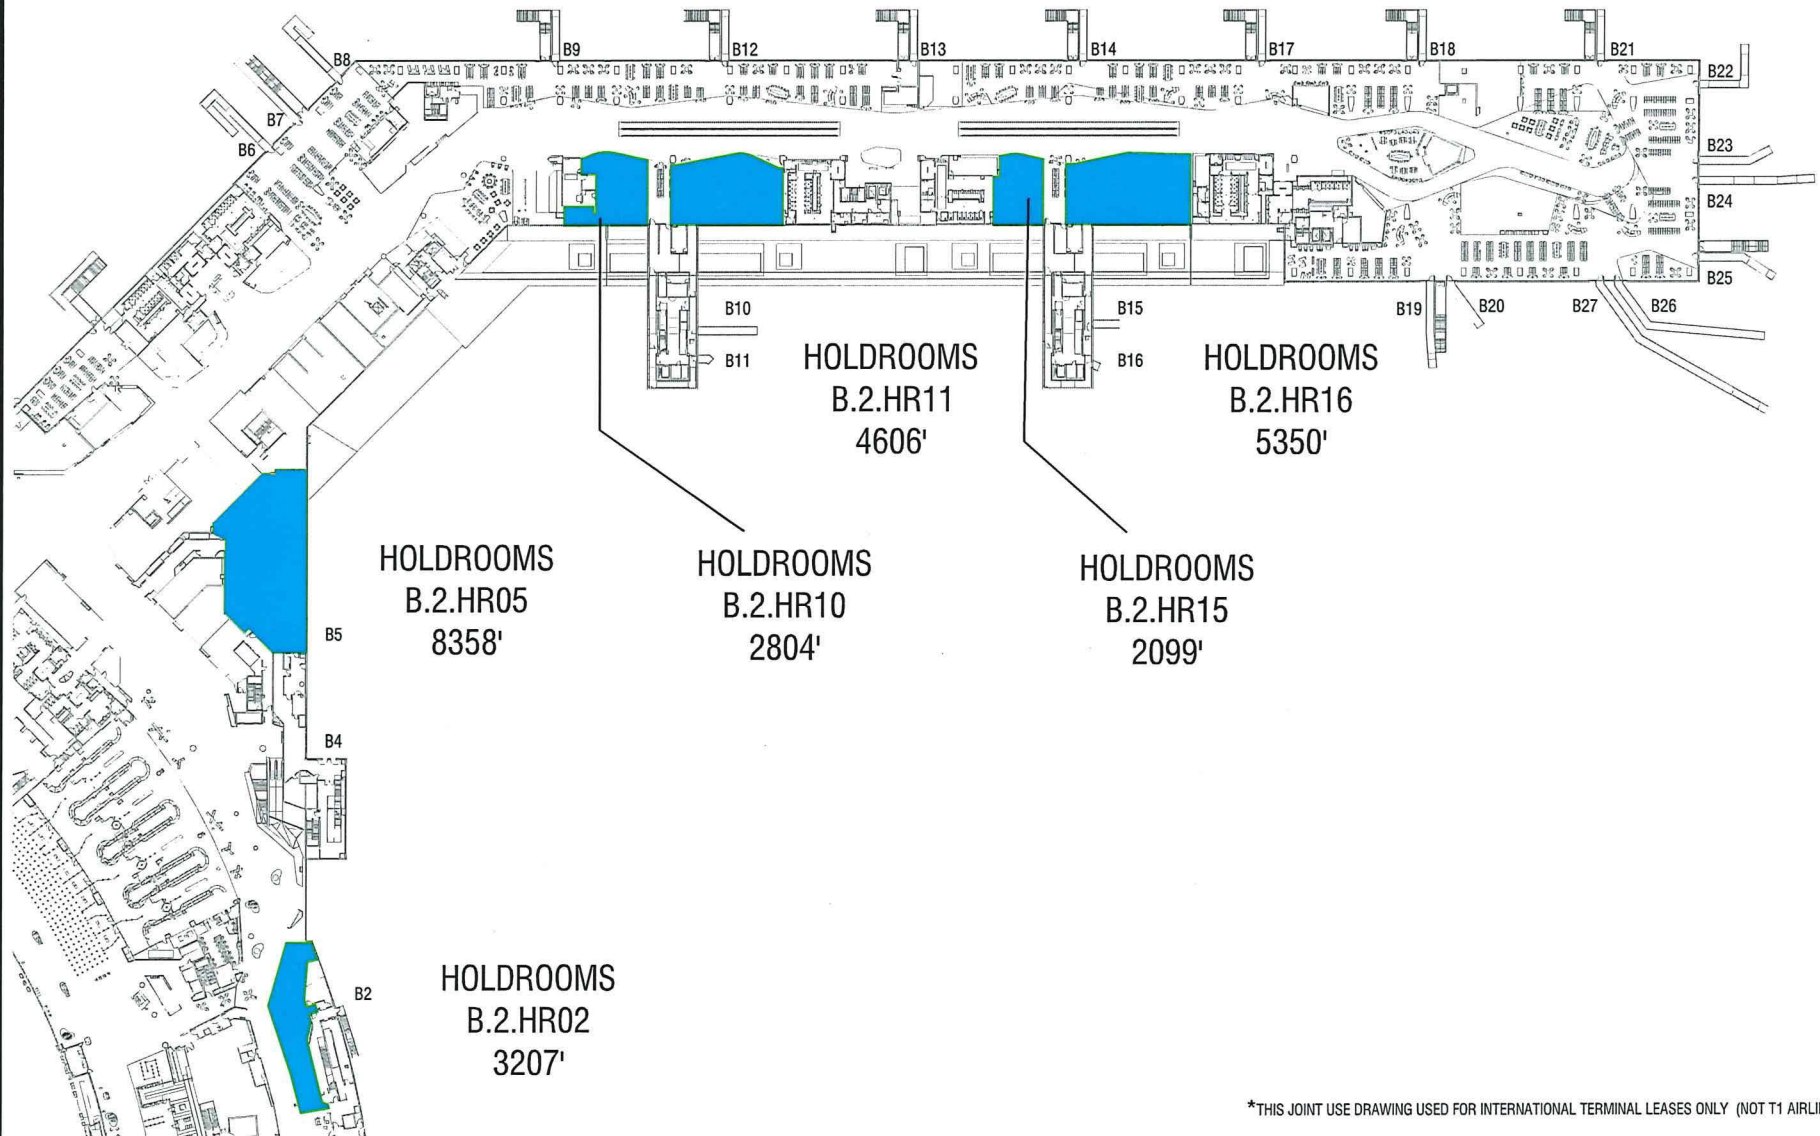 B8
B9
B12
B13
B14
B17
B18
B21
B22
B7
B6
B23
B24
B25
B10
B11
B15
B16
B19
B20
B27
B26
HOLDROOMS
B.2.HR11
4606'
HOLDROOMS
B.2.HR16
5350'
HOLDROOMS
B.2.HR05
8358'
HOLDROOMS
B.2.HR10
2804'
HOLDROOMS
B.2.HR15
2099'
B5
B4
B2
HOLDROOMS
B.2.HR02
3207'
*THIS JOINT USE DRAWING USED FOR INTERNATIONAL TERMINAL LEASES ONLY (NOT T1